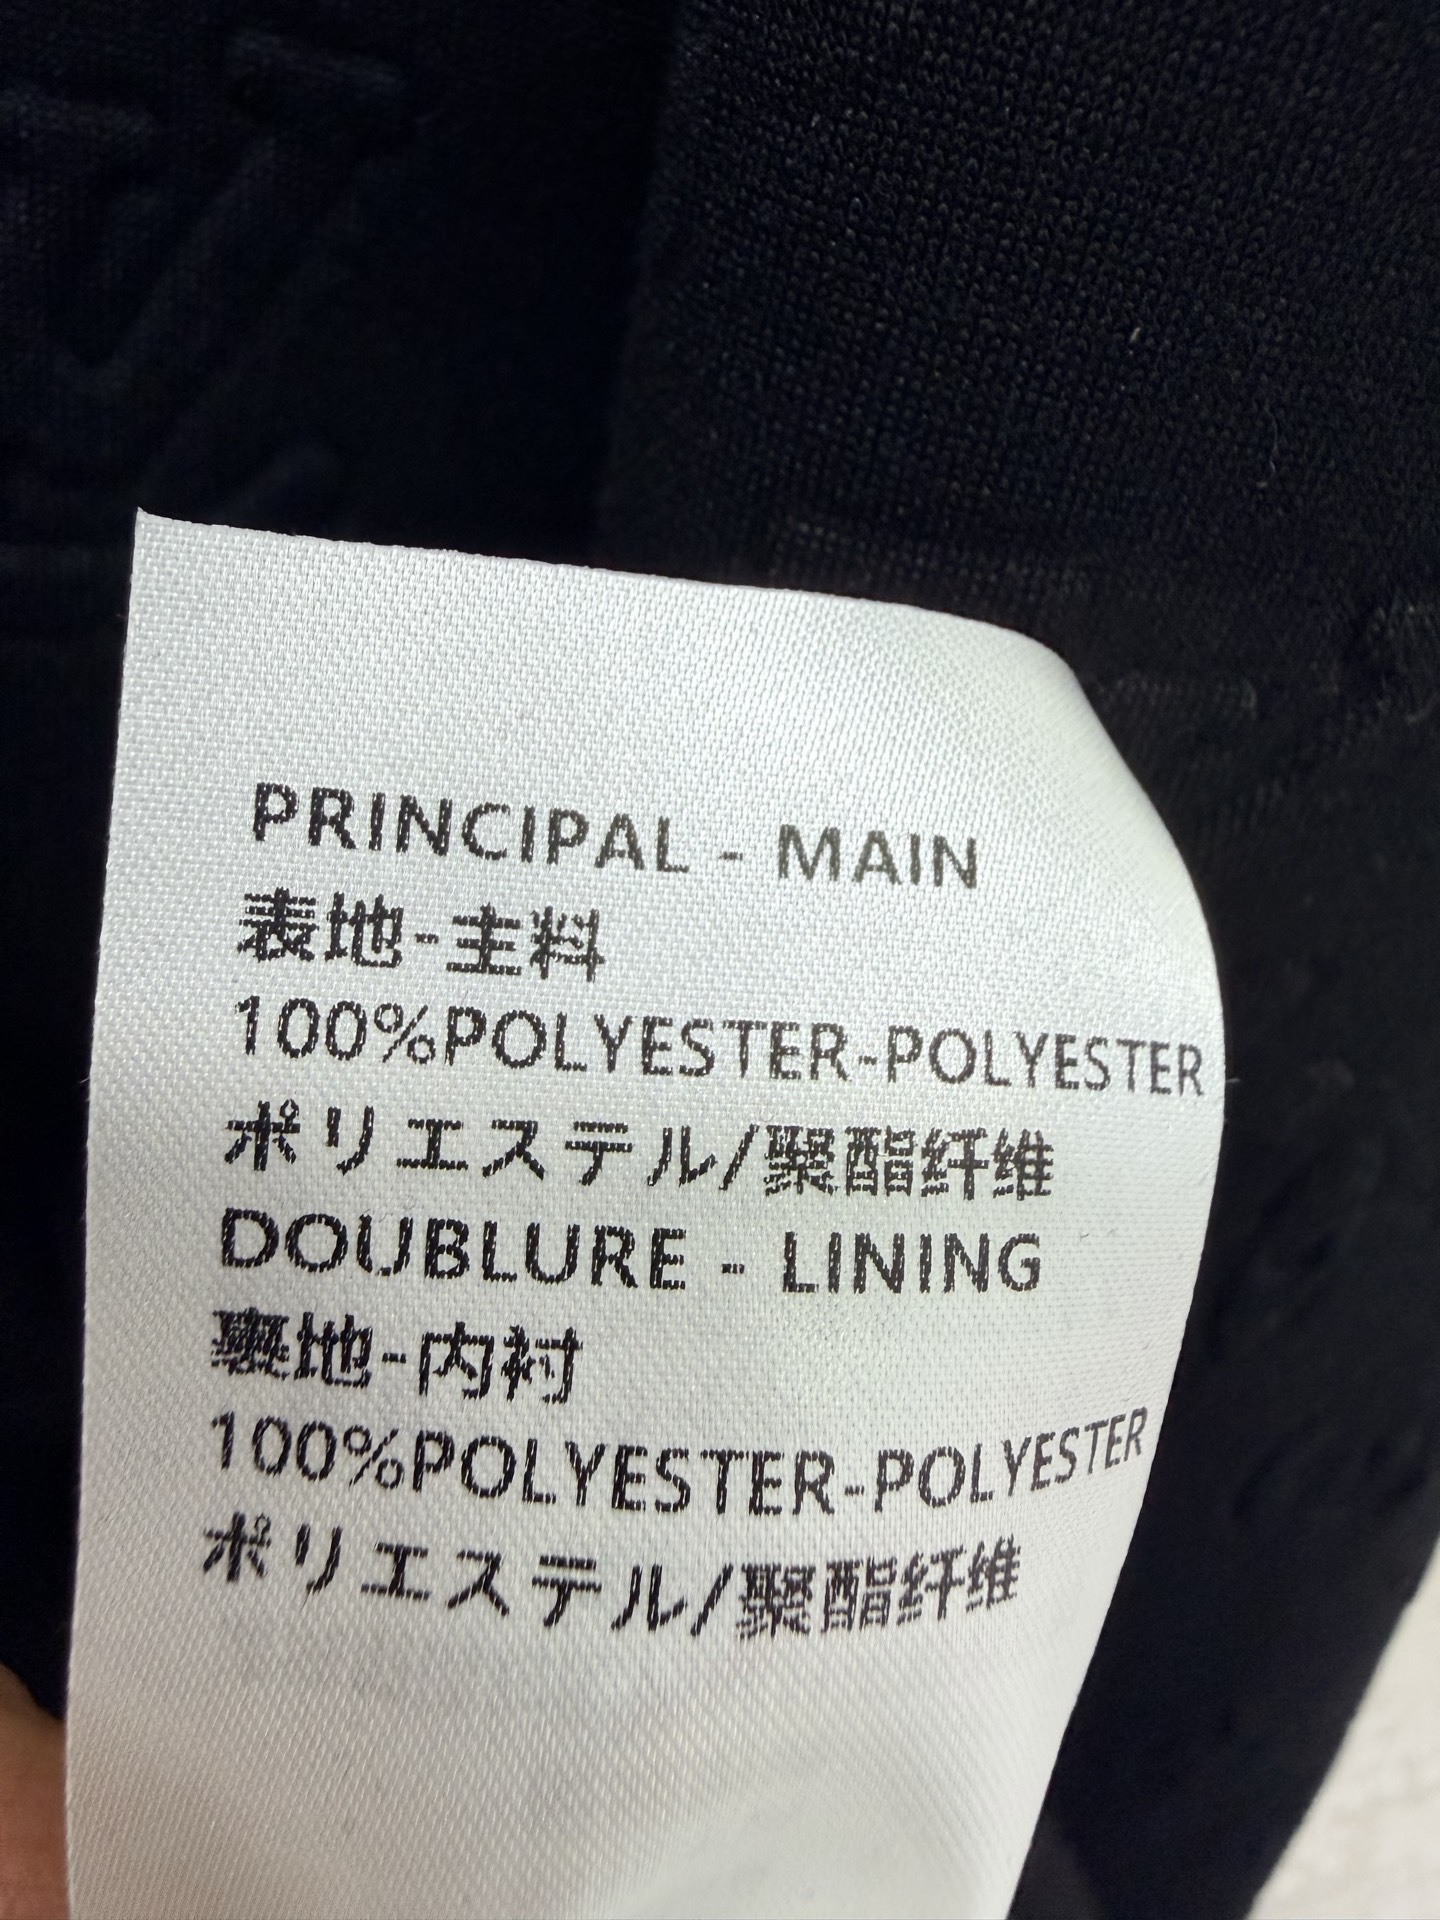 PRINCIPAL - MAIN
表地-主料
100%POLYESTER-POLYESTER
ポリエステル/聚酯纤维
DOUBLURE - LINING
裏地-内衬
100%POLYESTER-POLYESTER
ポリエステル/聚酯纤维